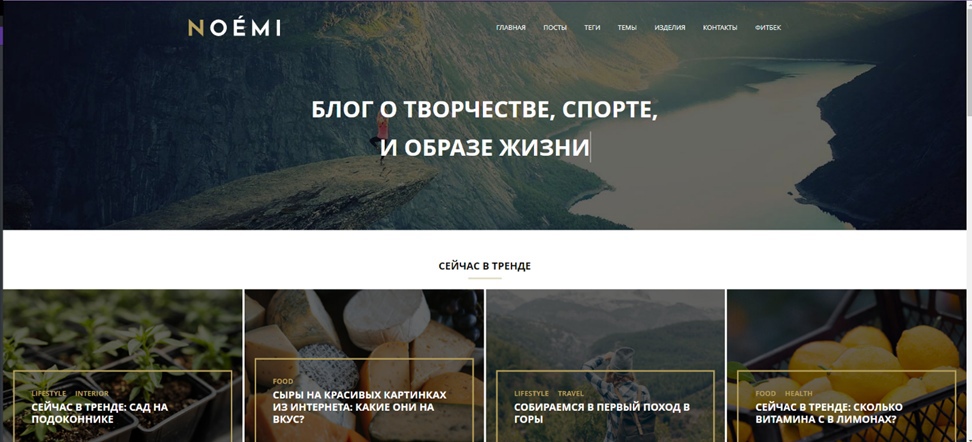 NOÉMI
ГЛАВНАЯ ПОСТЫ ТЕГИ ТЕМЫ ИЗДЕЛИЯ КОНТАКТЫ ФИТБЕК
БЛОГ О ТВОРЧЕСТВЕ, СПОРТЕ,
И ОБРАЗЕ ЖИЗНИ
СЕЙЧАС В ТРЕНДЕ
LIFESTYLE INTERIOR
СЕЙЧАС В ТРЕНДЕ: САД НА
ПОДОКОННИКЕ
FOOD
СЫРЫ НА КРАСИВЫХ КАРТИНКАХ
ИЗ ИНТЕРНЕТА: КАКИЕ ОНИ НА
ВКУС?
LIFESTYLE TRAVEL
СОБИРАЕМСЯ В ПЕРВЫЙ ПОХОД В
ГОРЫ
FOOD HEALTH
СЕЙЧАС В ТРЕНДЕ: СКОЛЬКО
ВИТАМИНА С В ЛИМОНАХ?